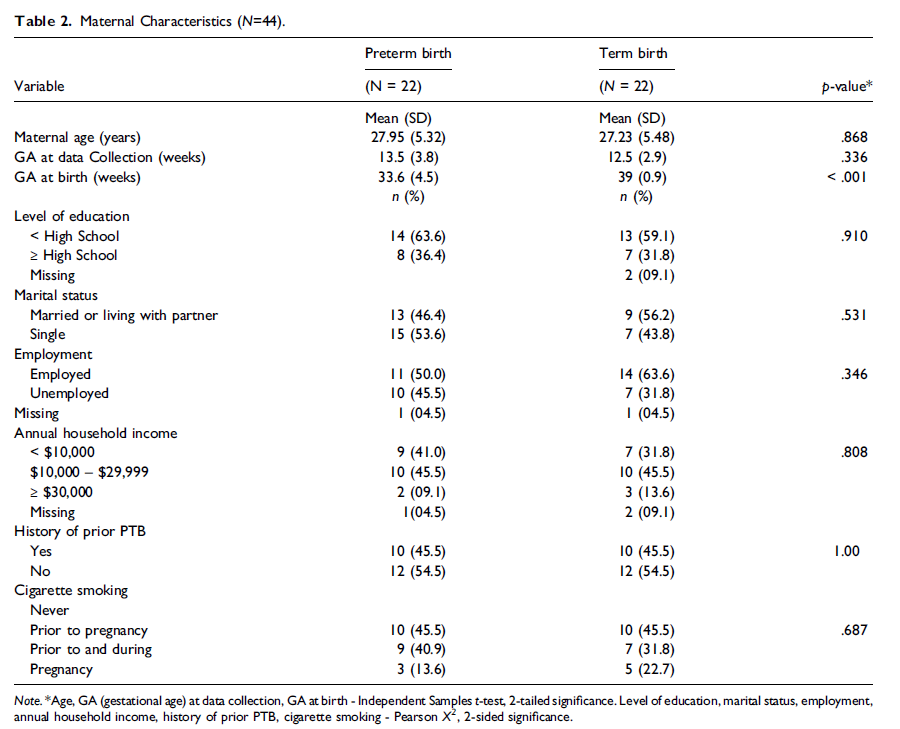 Table 2. Maternal Characteristics (N=44).
Preterm birth Term birth
Variable (N = 22) (N = 22) p-value*
Mean (SD) Mean (SD)
Maternal age (years) 27.95 (5.32) 27.23 (5.48) .868
GA at data Collection (weeks) 13.5 (3.8) 12.5 (2.9) .336
GA at birth (weeks) 33.6 (4.5) 39 (0.9) < .001
n (%) n (%)
Level of education
< High School 14 (63.6) 13 (59.1) .910
≥ High School 8 (36.4) 7 (31.8)
Missing 2 (09.1)
Marital status
Married or living with partner 13 (46.4) 9 (56.2) .531
Single 15 (53.6) 7 (43.8)
Employment
Employed 11 (50.0) 14 (63.6) .346
Unemployed 10 (45.5) 7 (31.8)
Missing 1 (04.5) 1 (04.5)
Annual household income
< $10,000 9 (41.0) 7 (31.8) .808
$10,000 – $29,999 10 (45.5) 10 (45.5)
≥ $30,000 2 (09.1) 3 (13.6)
Missing 1(04.5) 2 (09.1)
History of prior PTB
Yes 10 (45.5) 10 (45.5) 1.00
No 12 (54.5) 12 (54.5)
Cigarette smoking
Never
Prior to pregnancy 10 (45.5) 10 (45.5) .687
Prior to and during 9 (40.9) 7 (31.8)
Pregnancy 3 (13.6) 5 (22.7)
Note. *Age, GA (gestational age) at data collection, GA at birth - Independent Samples t-test, 2-tailed significance. Level of education, marital status, employment,
annual household income, history of prior PTB, cigarette smoking - Pearson X², 2-sided significance.